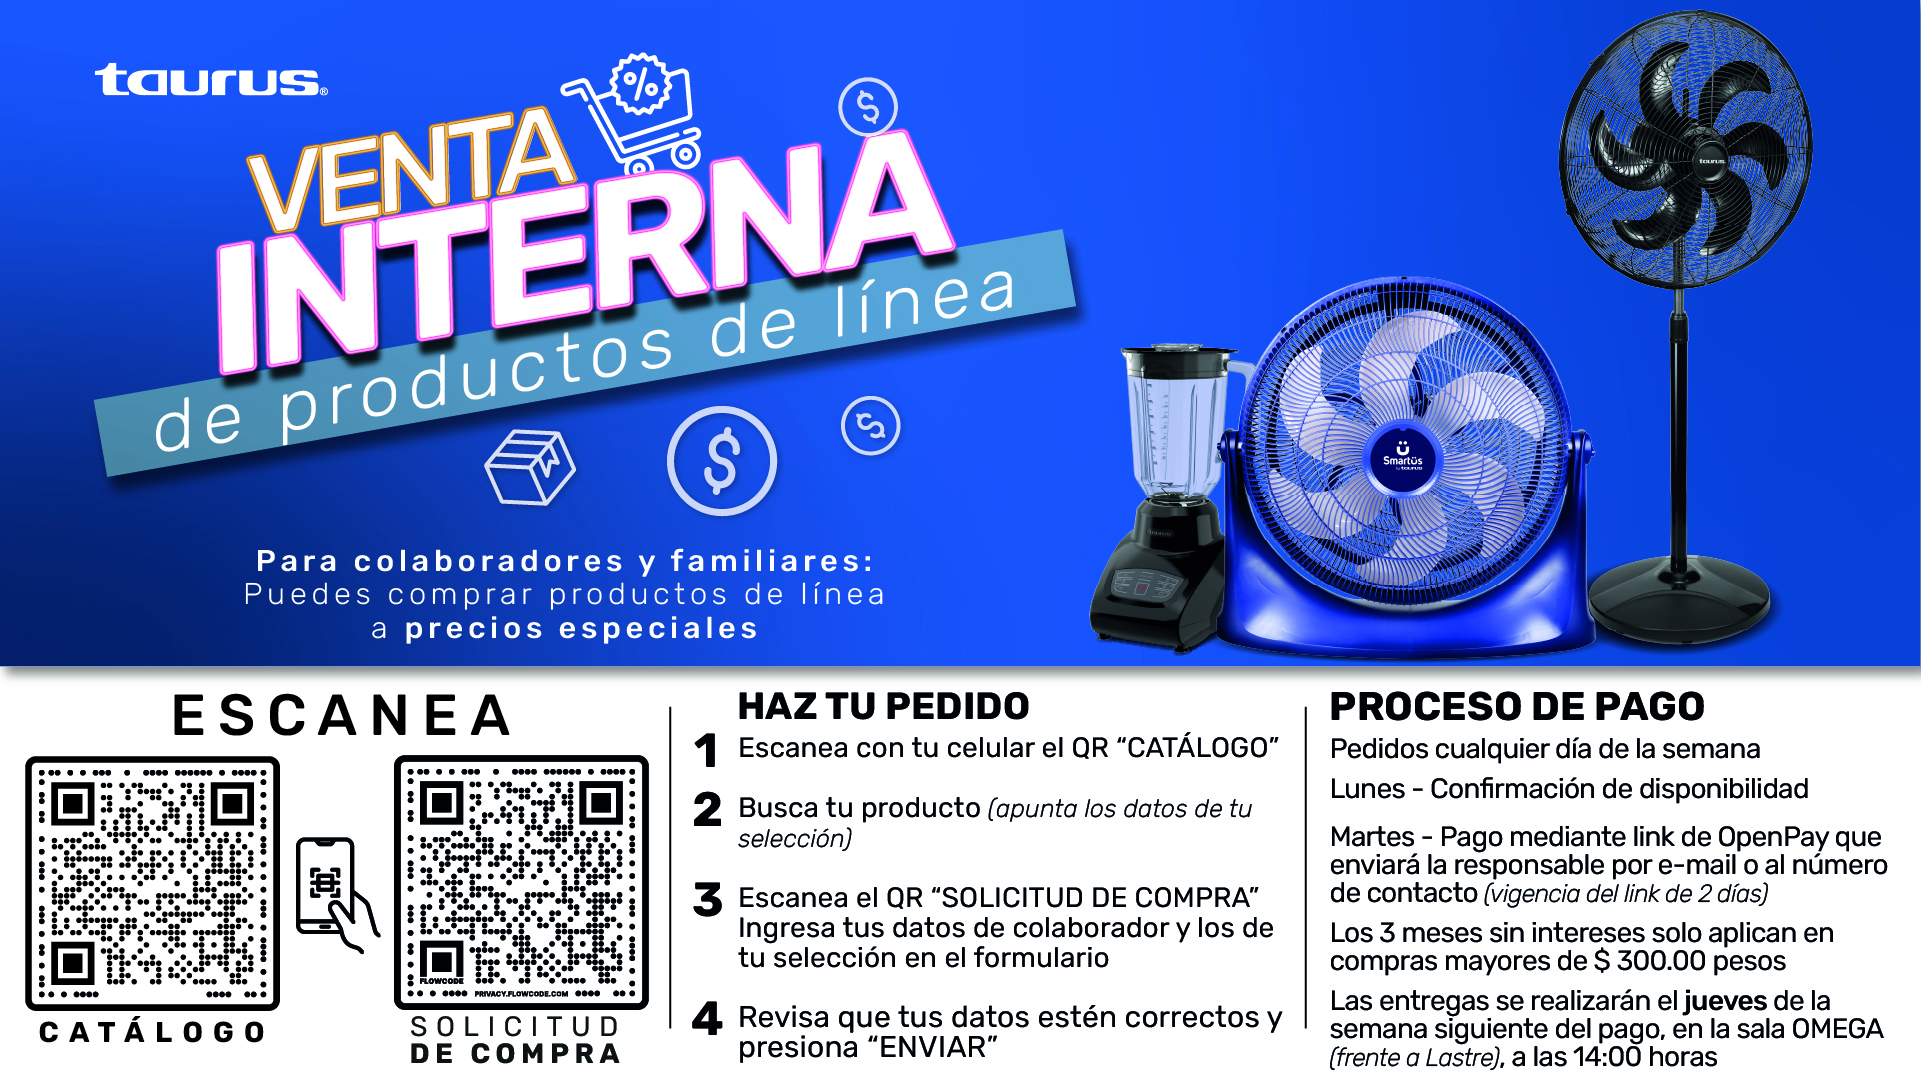 taurus®
VENTA
INTERNA
de productos de línea
Para colaboradores y familiares:
Puedes comprar productos de línea
a precios especiales
taurus
Smartüs
by taurus
taurus
ESCANEA
FLOWCODE
PRIVACY.FLOWCODE.COM
CATÁLOGO
SOLICITUD
DE COMPRA
HAZ TU PEDIDO
1 Escanea con tu celular el QR “CATÁLOGO”
2 Busca tu producto (apunta los datos de tu
selección)
3 Escanea el QR “SOLICITUD DE COMPRA”
Ingresa tus datos de colaborador y los de
tu selección en el formulario
4 Revisa que tus datos estén correctos y
presiona “ENVIAR”
PROCESO DE PAGO
Pedidos cualquier día de la semana
Lunes - Confirmación de disponibilidad
Martes - Pago mediante link de OpenPay que
enviará la responsable por e-mail o al número
de contacto (vigencia del link de 2 días)
Los 3 meses sin intereses solo aplican en
compras mayores de $ 300.00 pesos
Las entregas se realizarán el jueves de la
semana siguiente del pago, en la sala OMEGA
(frente a Lastre), a las 14:00 horas